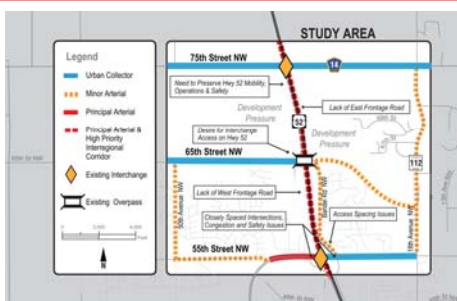 STUDY AREA
Legend
Urban Collector
Minor Arterial
Principal Arterial
Principal Arterial &
High Priority
Interregional
Corridor
Existing Interchange
Existing Overpass
N
75th Street NW
14
Need to Preserve Hwy 52 Mobility,
Operations & Safety
Development
Pressure
Lack of East Frontage Road
52
Development
Pressure
Desire for Interchange
Access on Hwy 52
65th Street NW
112
50th Avenue NW
Lack of West Frontage Road
18th Avenue NW
Closely Spaced Intersections,
Congestion and Safety Issues
Access Spacing Issues
55th Street NW